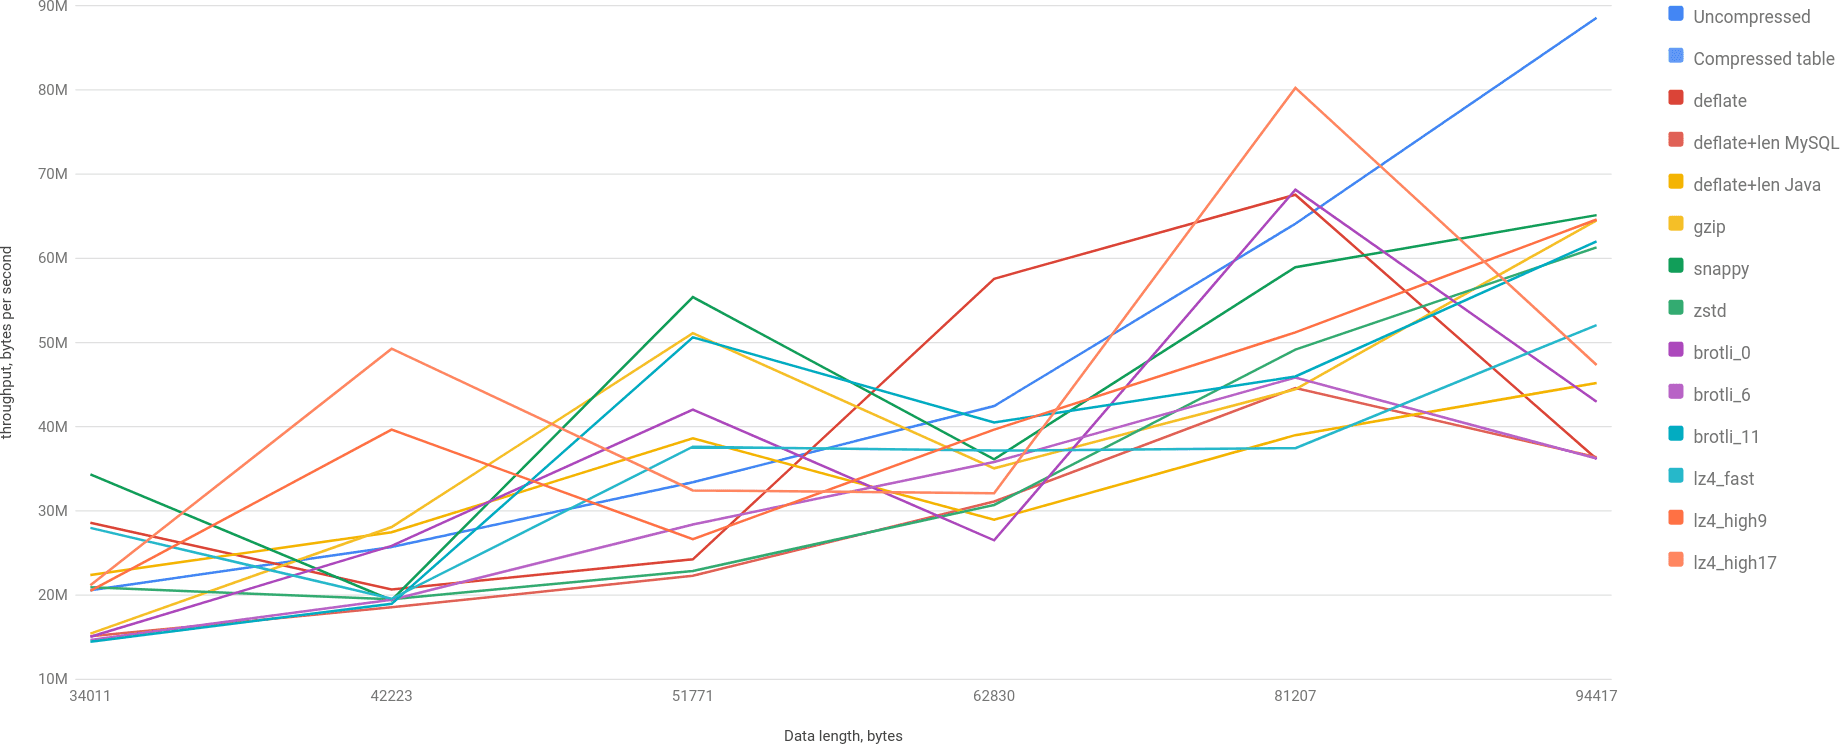 90M
80M
70M
60M
50M
40M
30M
20M
10M
throughput, bytes per second
34011 42223 51771 62830 81207 94417
Data length, bytes
Uncompressed
Compressed table
deflate
deflate+len MySQL
deflate+len Java
gzip
snappy
zstd
brotli_0
brotli_6
brotli_11
lz4_fast
lz4_high9
lz4_high17